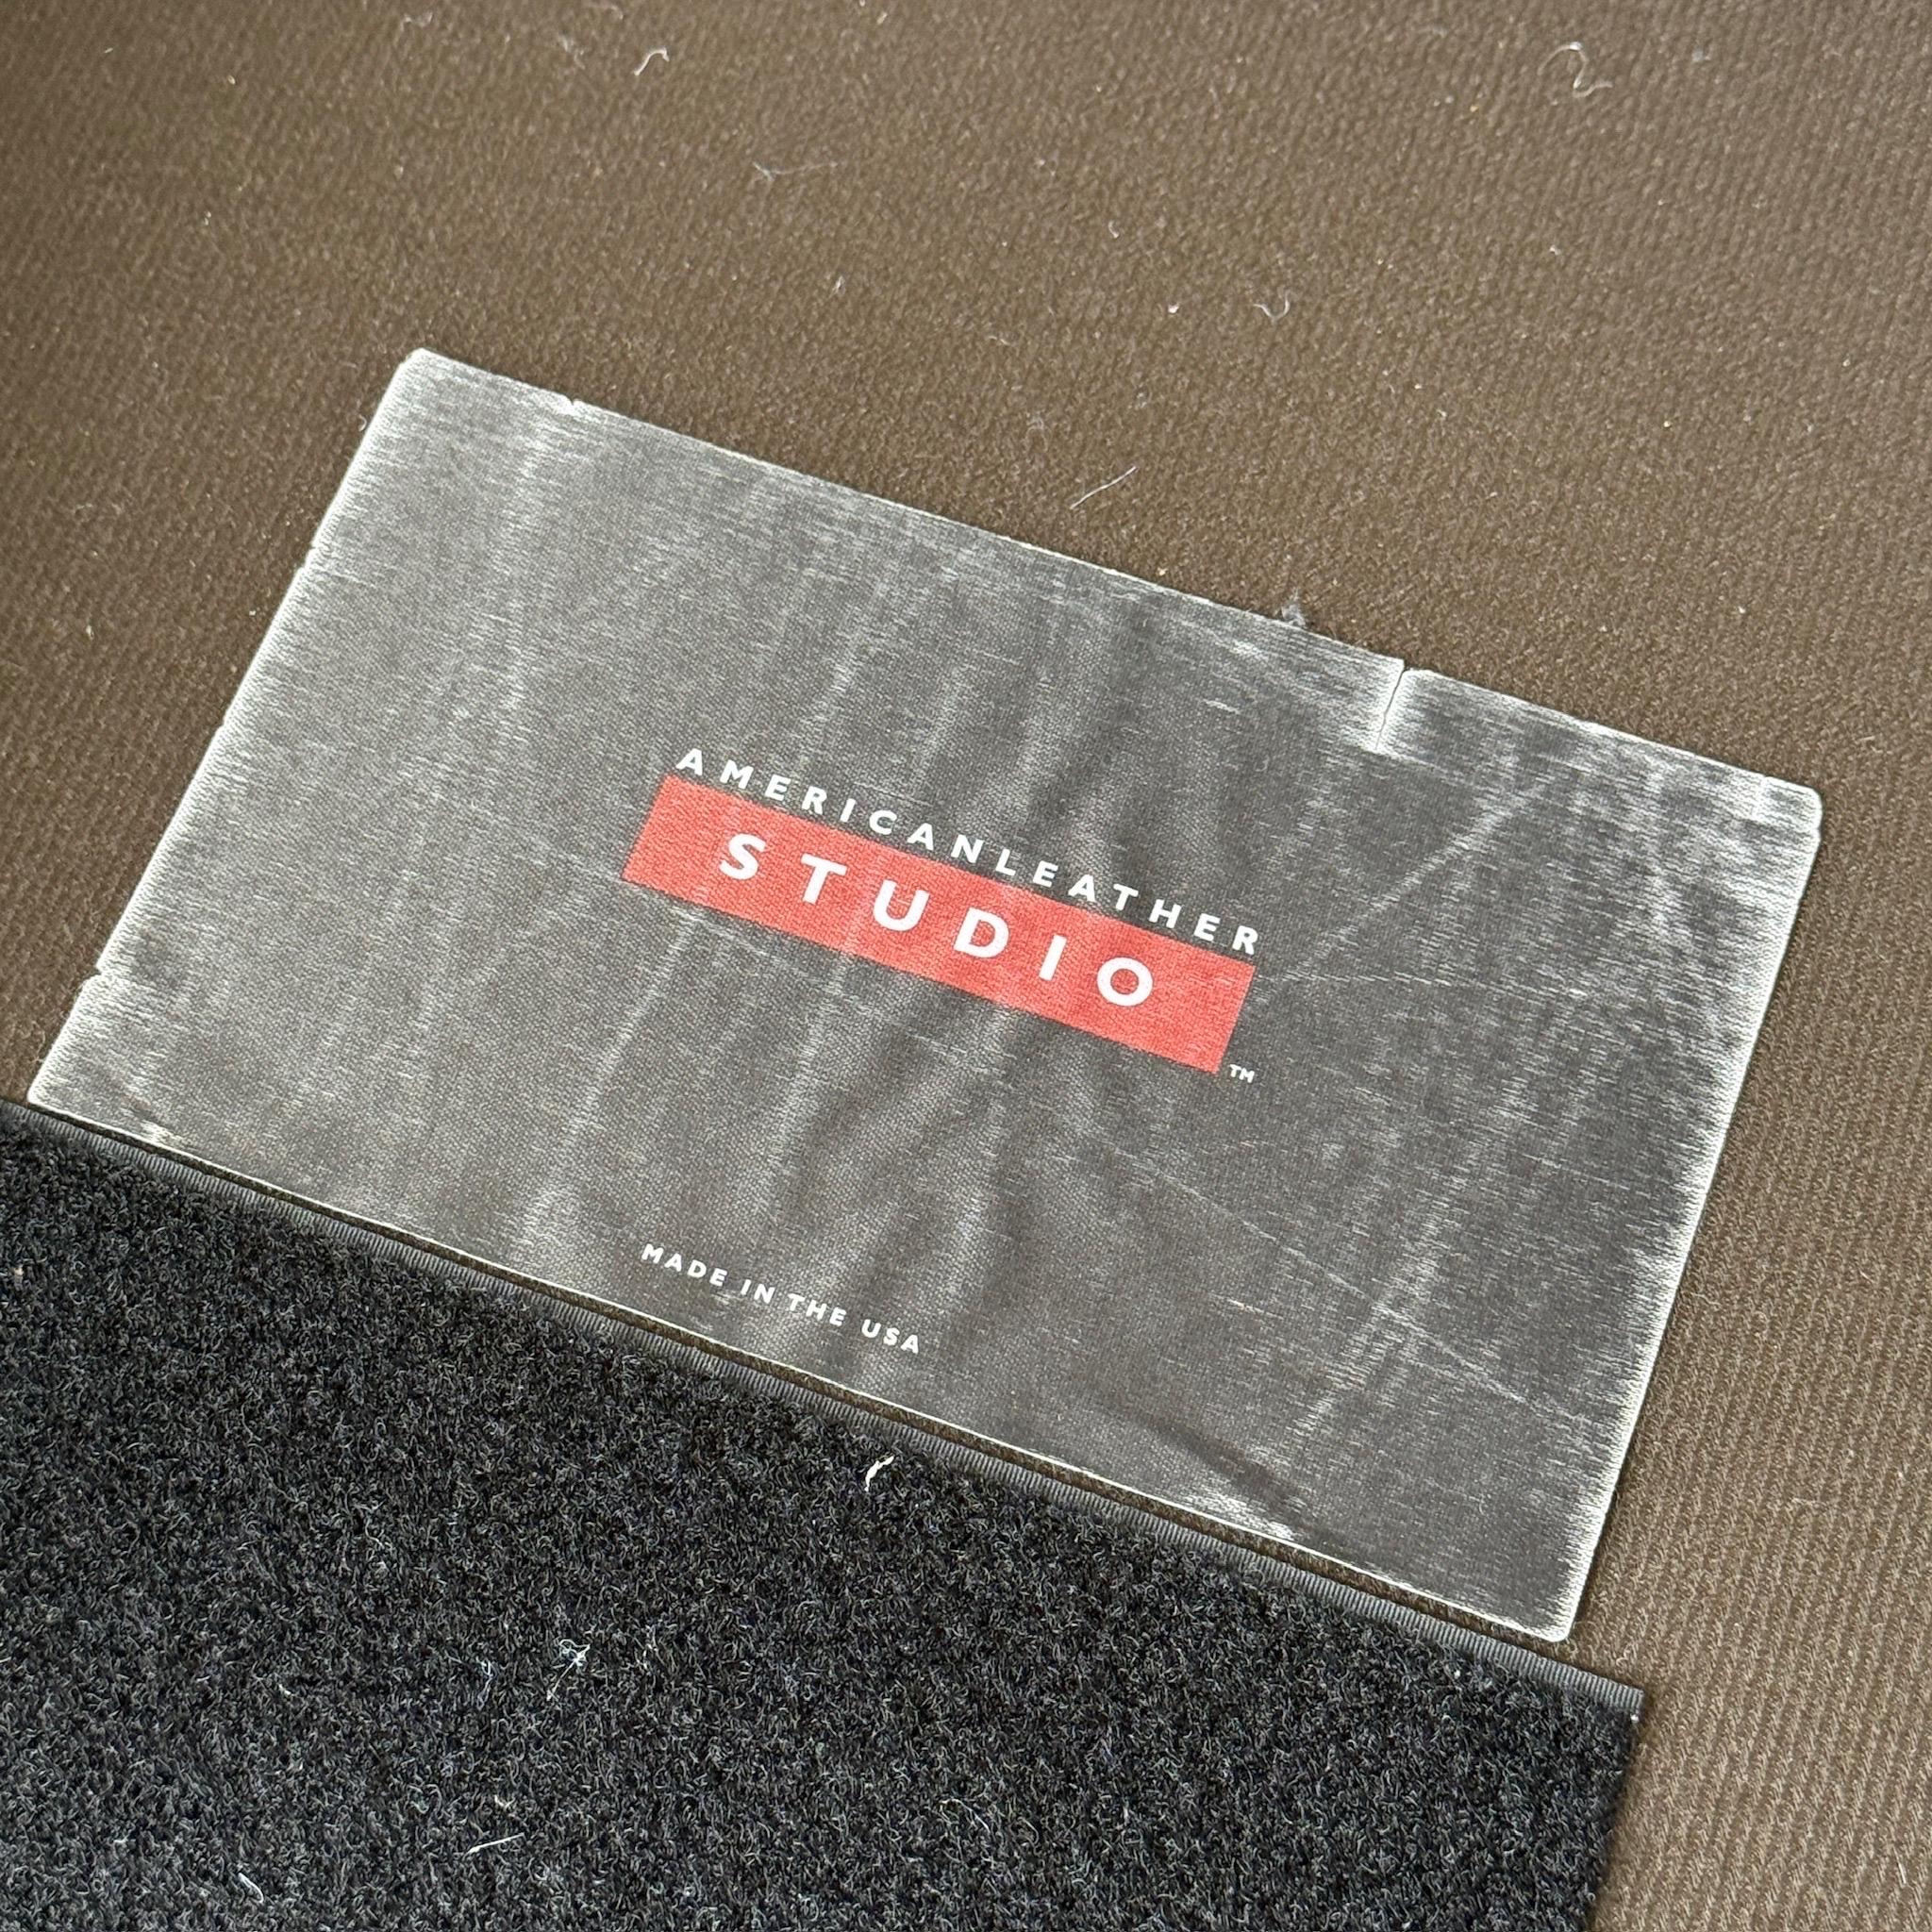 AMERICANLEATHER
STUDIO
TM
MADE IN THE USA